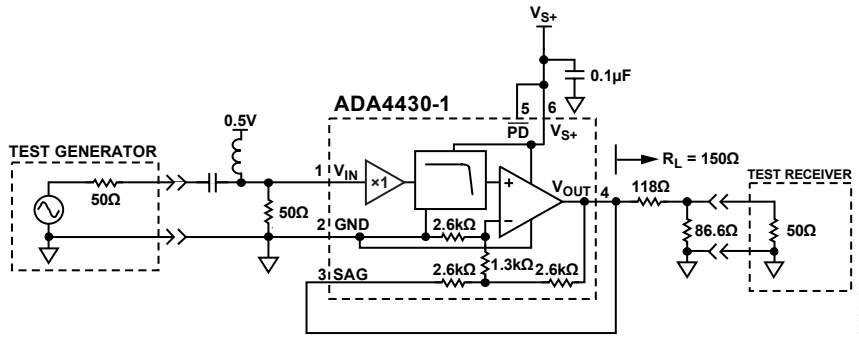 VS+
0.1µF
ADA4430-1
5
6
PD
VS+
0.5V
TEST GENERATOR
RL = 150Ω
TEST RECEIVER
1
VIN
×1
+
−
VOUT
4
118Ω
50Ω
50Ω
2
GND
2.6kΩ
86.6Ω
50Ω
1.3kΩ
3
SAG
2.6kΩ
2.6kΩ